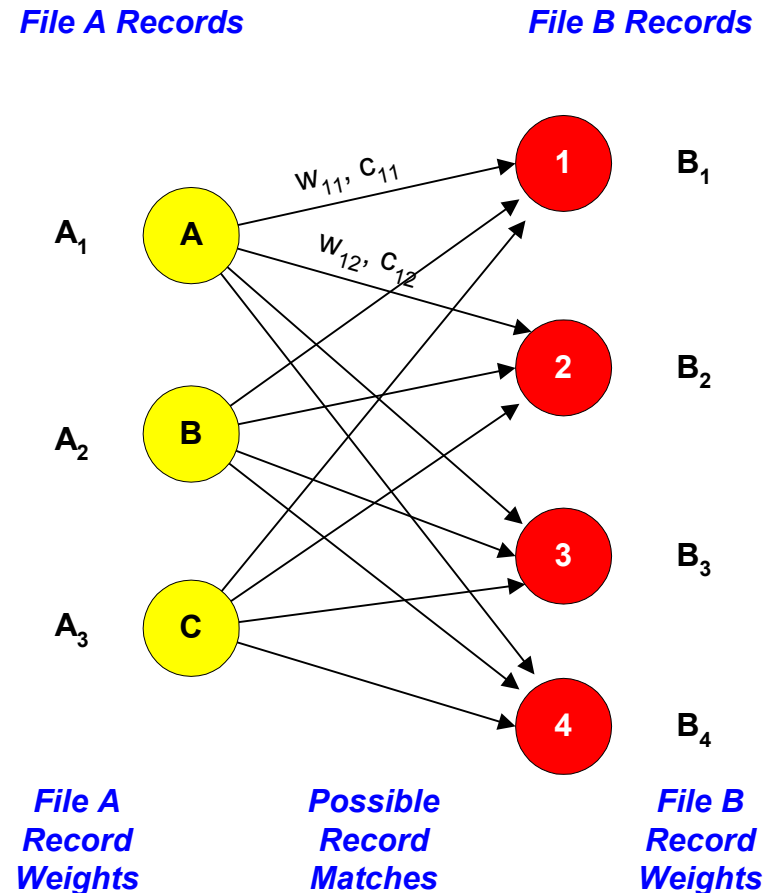 File A Records
File B Records
W₁₁, C₁₁
1
B₁
A₁
A
W₁₂, C₁₂
2
B₂
A₂
B
3
B₃
A₃
C
4
B₄
File A
Record
Weights
Possible
Record
Matches
File B
Record
Weights